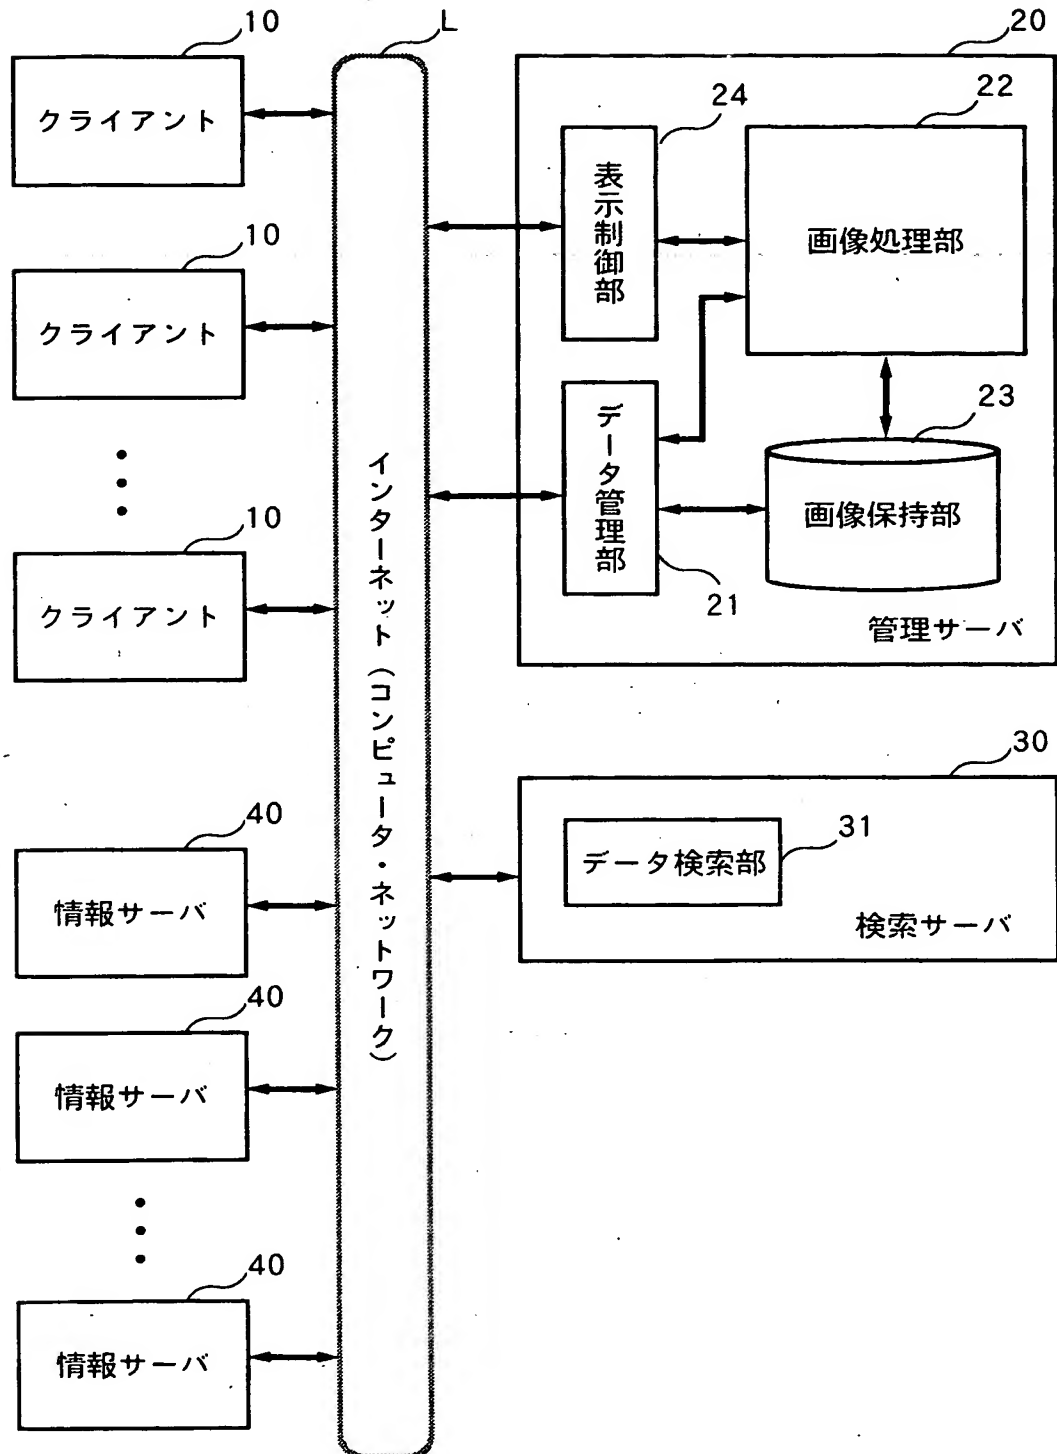 10
クライアント
10
クライアント
10
クライアント
40
情報サーバ
40
情報サーバ
40
情報サーバ
L
インターネット(コンピュータ・ネットワーク)
20
24
表示制御部
22
画像処理部
データ管理部
21
23
画像保持部
管理サーバ
30
データ検索部
31
検索サーバ